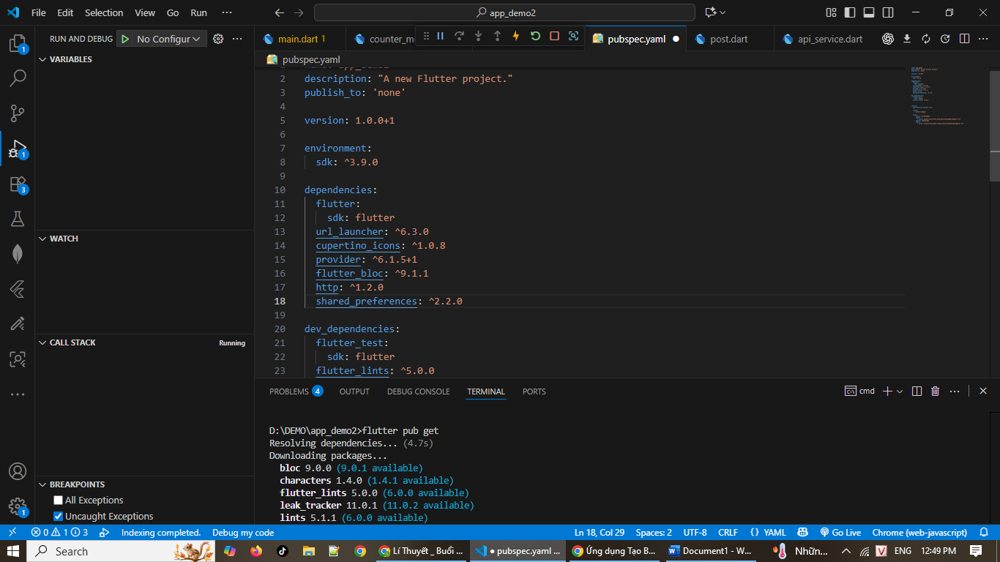 File Edit Selection View Go Run ··· app_demo2
RUN AND DEBUG No Configur ···
main.dart 1 counter_m pubspec.yaml post.dart api_service.dart ···
VARIABLES
WATCH
CALL STACK Running
BREAKPOINTS
All Exceptions
Uncaught Exceptions
1
1
3
1
pubspec.yaml
1 name: app_demo2
2 description: "A new Flutter project."
3 publish_to: 'none'
4
5 version: 1.0.0+1
6
7 environment:
8 sdk: ^3.9.0
9
10 dependencies:
11 flutter:
12 sdk: flutter
13 url_launcher: ^6.3.0
14 cupertino_icons: ^1.0.8
15 provider: ^6.1.5+1
16 flutter_bloc: ^9.1.1
17 http: ^1.2.0
18 shared_preferences: ^2.2.0
19
20 dev_dependencies:
21 flutter_test:
22 sdk: flutter
23 flutter_lints: ^5.0.0
PROBLEMS 4 OUTPUT DEBUG CONSOLE TERMINAL PORTS cmd ···
D:\DEMO\app_demo2>flutter pub get
Resolving dependencies... (4.7s)
Downloading packages...
bloc 9.0.0 (9.0.1 available)
characters 1.4.0 (1.4.1 available)
flutter_lints 5.0.0 (6.0.0 available)
leak_tracker 11.0.1 (11.0.2 available)
lints 5.1.1 (6.0.0 available)
0 1 3 Indexing completed. Debug my code Ln 18, Col 29 Spaces: 2 UTF-8 CRLF {} YAML Go Live Chrome (web-javascript)
Search Lí Thuyết _ Buổi ... ● pubspec.yaml ... Ứng dụng Tạo B... Document1 - W... Nhữn... V ENG 12:49 PM